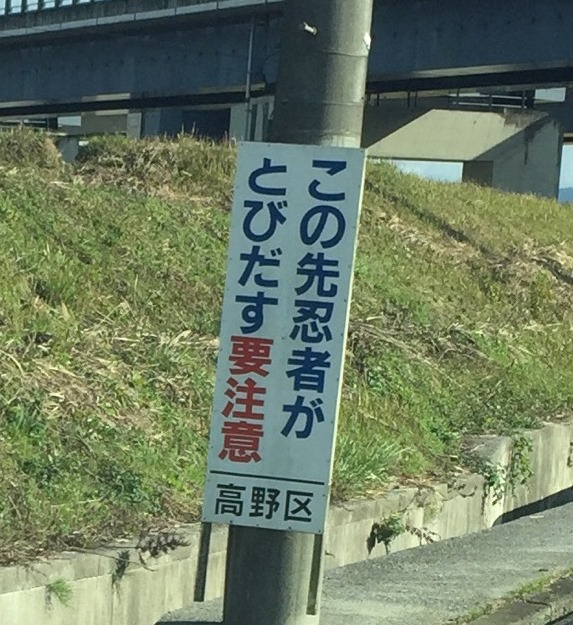 この先忍者が
とびだす要注意
高野区